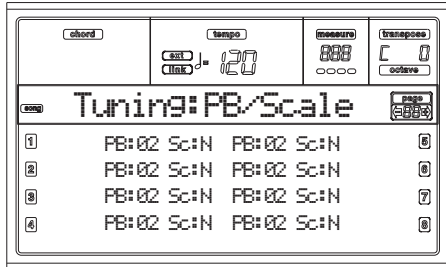 chord tempo measure transpose
ext link ♩= 120 888 C 0
octave
song Tuning:PB/Scale page 88
1 PB:02 Sc:N PB:02 Sc:N 5
2 PB:02 Sc:N PB:02 Sc:N 6
3 PB:02 Sc:N PB:02 Sc:N 7
4 PB:02 Sc:N PB:02 Sc:N 8